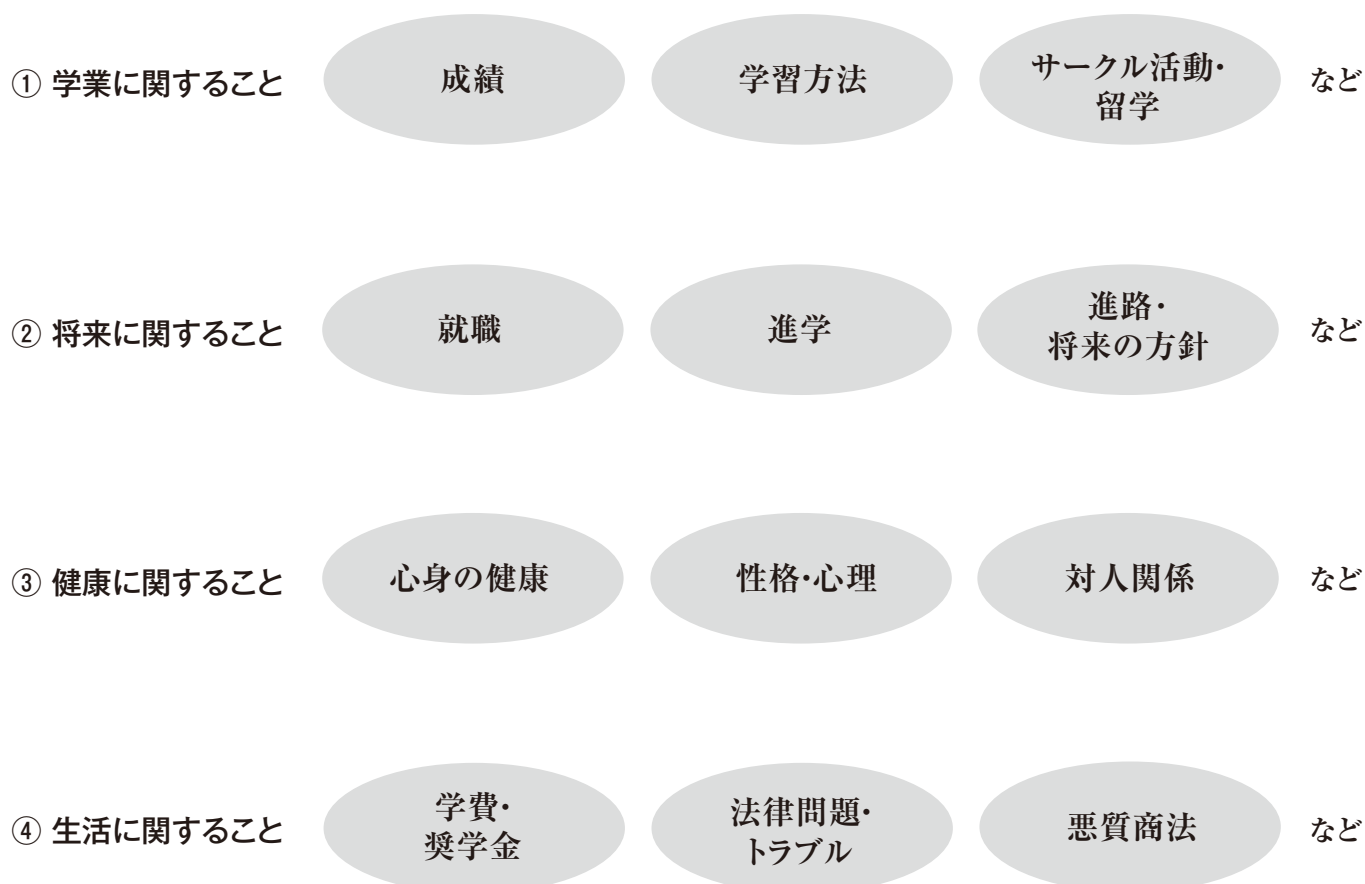 ① 学業に関すること
成績
学習方法
サークル活動・
留学
など
② 将来に関すること
就職
進学
進路・
将来の方針
など
③ 健康に関すること
心身の健康
性格・心理
対人関係
など
④ 生活に関すること
学費・
奨学金
法律問題・
トラブル
悪質商法
など